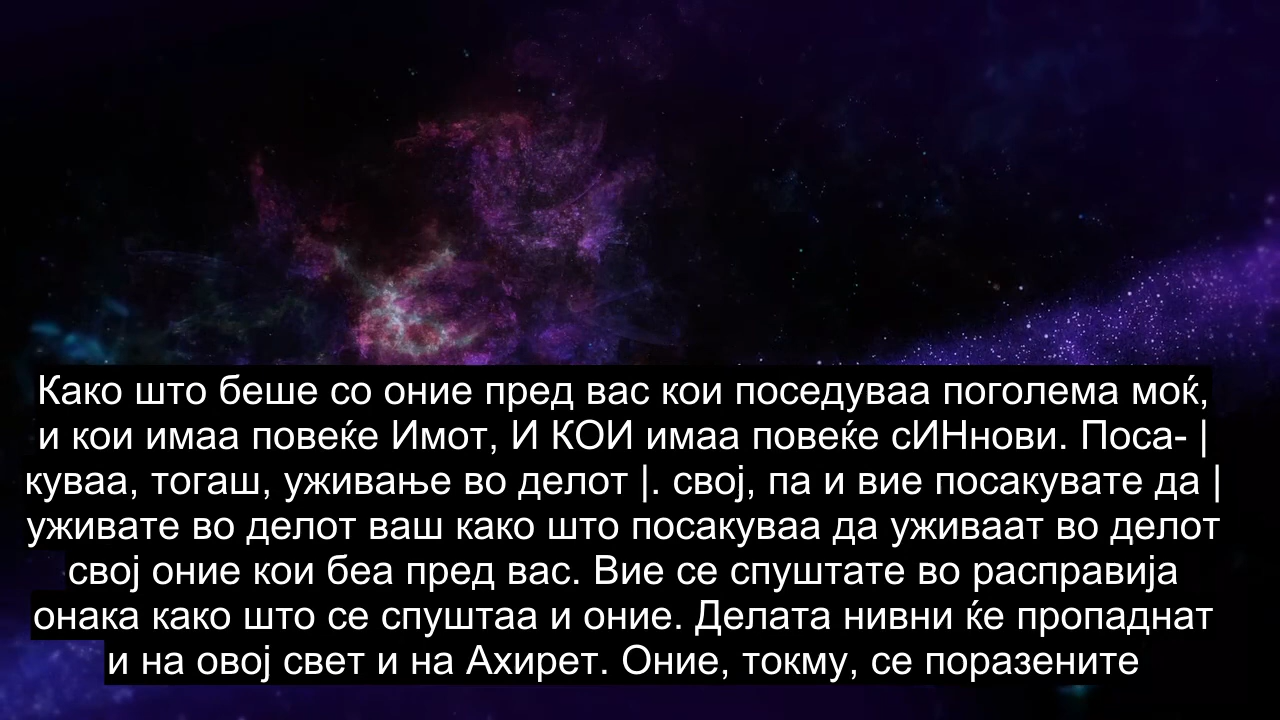 Како што беше со оние пред вас кои поседуваа поголема моќ,
и кои имаа повеќе Имот, И КОИ имаа повеќе сИНнови. Поса- |
куваа, тогаш, уживање во делот |. свој, па и вие посакувате да |
уживате во делот ваш како што посакуваа да уживаат во делот
свој оние кои беа пред вас. Вие се спуштате во расправија
онака како што се спуштаа и оние. Делата нивни ќе пропаднат
и на овој свет и на Ахирет. Оние, токму, се поразените